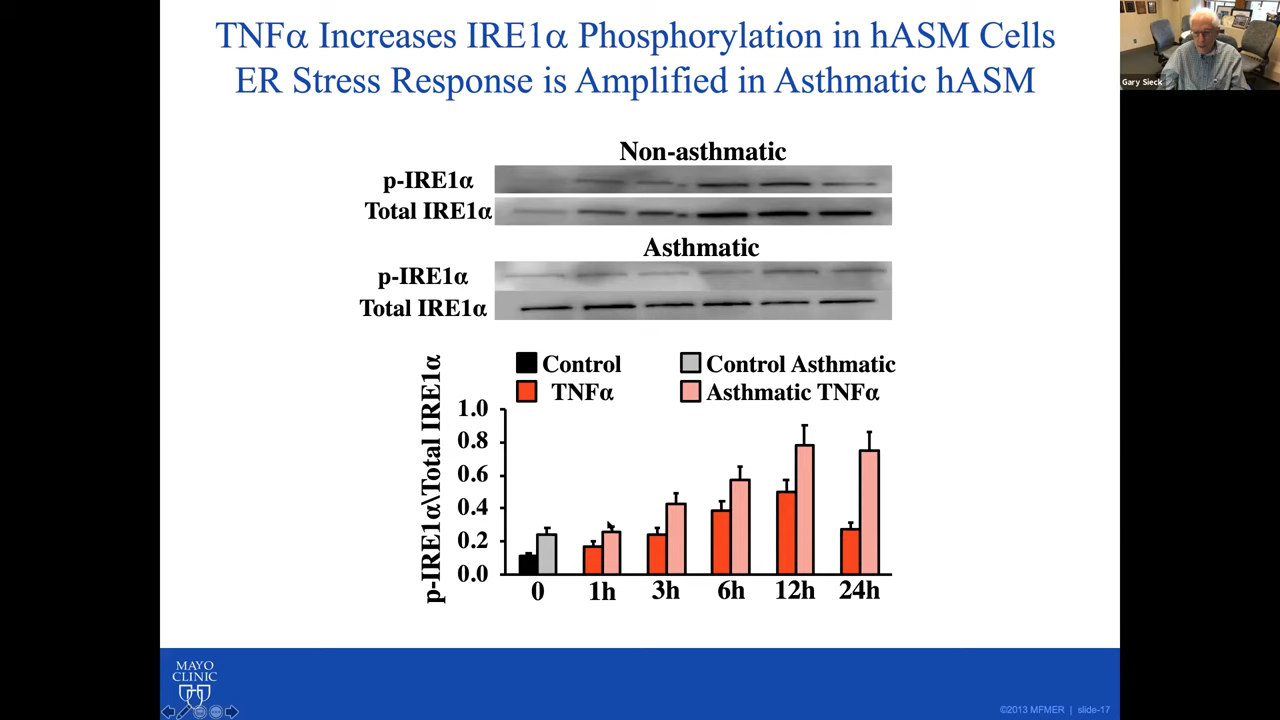 TNFα Increases IRE1α Phosphorylation in hASM Cells
ER Stress Response is Amplified in Asthmatic hASM
Gary Sieck
Non-asthmatic
p-IRE1α
Total IRE1α
Asthmatic
p-IRE1α
Total IRE1α
Control
Control Asthmatic
TNFα
Asthmatic TNFα
p-IRE1α\Total IRE1α
1.0
0.8
0.6
0.4
0.2
0.0
0 1h 3h 6h 12h 24h
MAYO
CLINIC
©2013 MFMER | slide-17